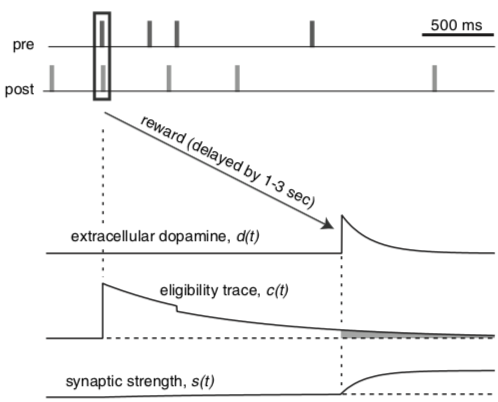 500 ms
pre
post
reward (delayed by 1-3 sec)
extracellular dopamine, d(t)
eligibility trace, c(t)
synaptic strength, s(t)